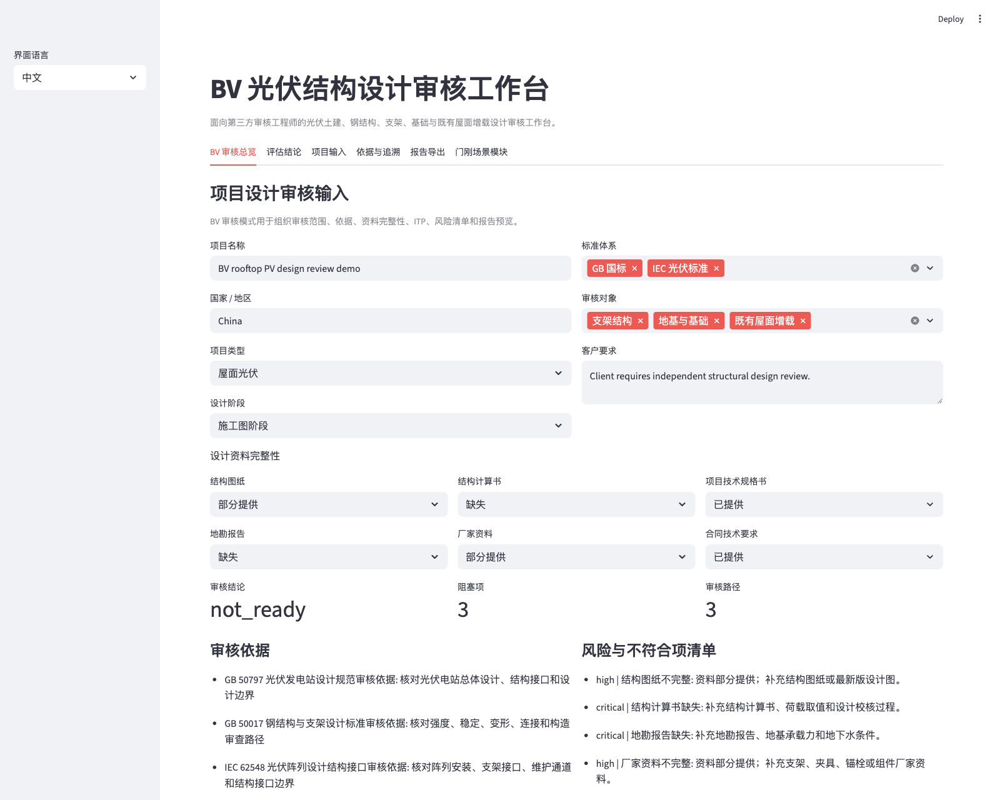 Deploy
界面语言
中文
BV 光伏结构设计审核工作台
面向第三方审核工程师的光伏土建、钢结构、支架、基础与既有屋面增载设计审核工作台。
BV 审核总览 评估结论 项目输入 依据与追溯 报告导出 门刚场景模块
项目设计审核输入
BV 审核模式用于组织审核范围、依据、资料完整性、ITP、风险清单和报告预览。
项目名称
BV rooftop PV design review demo
国家 / 地区
China
项目类型
屋面光伏
设计阶段
施工图阶段
标准体系
GB 国标 × IEC 光伏标准 ×
审核对象
支架结构 × 地基与基础 × 既有屋面增载 ×
客户要求
Client requires independent structural design review.
设计资料完整性
结构图纸
部分提供
结构计算书
缺失
项目技术规格书
已提供
地勘报告
缺失
厂家资料
部分提供
合同技术要求
已提供
审核结论
not_ready
阻塞项
3
审核路径
3
审核依据
GB 50797 光伏发电站设计规范审核依据: 核对光伏电站总体设计、结构接口和设
计边界
GB 50017 钢结构与支架设计标准审核依据: 核对强度、稳定、变形、连接和构造
审查路径
IEC 62548 光伏阵列设计结构接口审核依据: 核对阵列安装、支架接口、维护通道
和结构接口边界
风险与不符合项清单
high | 结构图纸不完整: 资料部分提供；补充结构图纸或最新版设计图。
critical | 结构计算书缺失: 补充结构计算书、荷载取值和设计校核过程。
critical | 地勘报告缺失: 补充地勘报告、地基承载力和地下水条件。
high | 厂家资料不完整: 资料部分提供；补充支架、夹具、锚栓或组件厂家资
料。